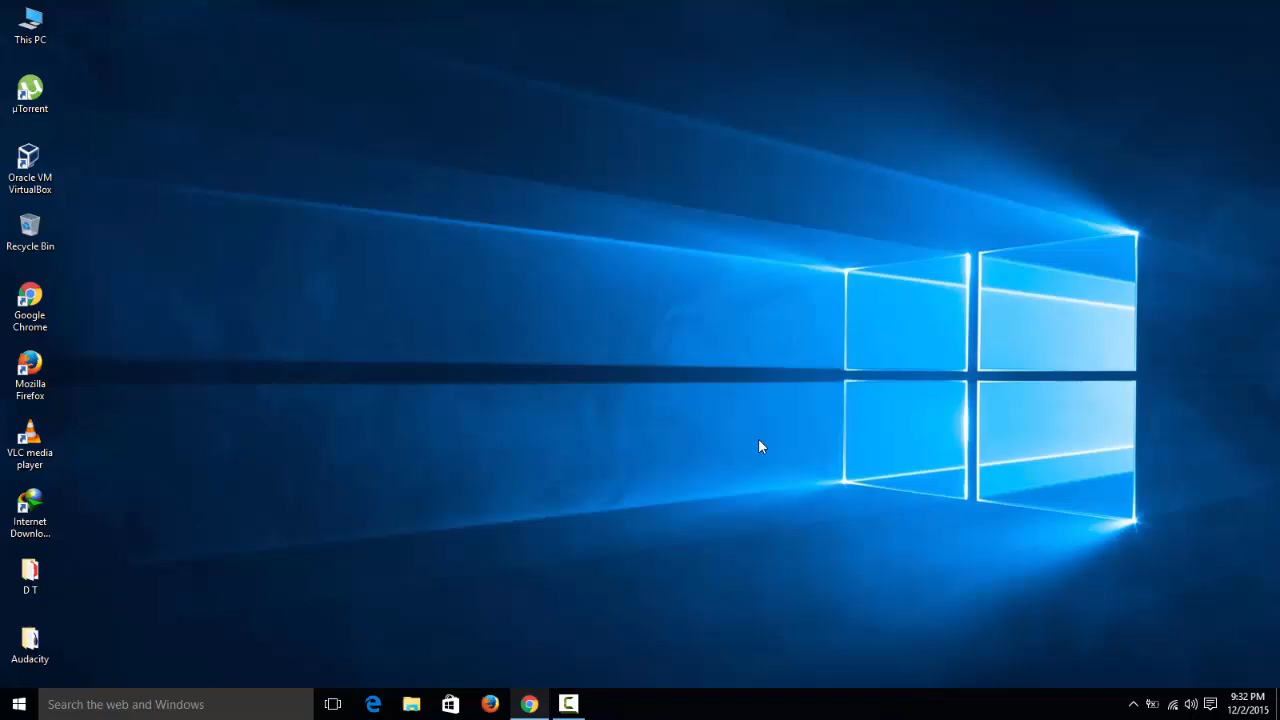 This PC
µTorrent
Oracle VM
VirtualBox
Recycle Bin
Google
Chrome
Mozilla
Firefox
VLC media
player
Internet
Downlo...
D T
Audacity
Search the web and Windows
9:32 PM
12/2/2015